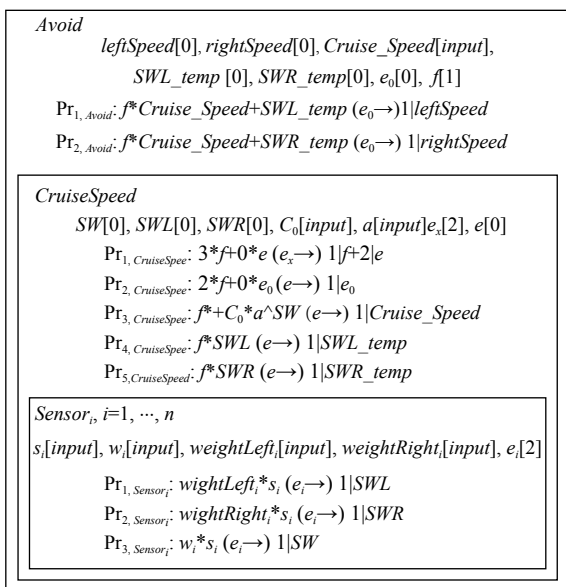 Avoid
leftSpeed[0], rightSpeed[0], Cruise_Speed[input],
SWL_temp [0], SWR_temp[0], e₀[0], f[1]
Pr₁, Avoid: f*Cruise_Speed+SWL_temp (e₀→)1|leftSpeed
Pr₂, Avoid: f*Cruise_Speed+SWR_temp (e₀→) 1|rightSpeed
CruiseSpeed
SW[0], SWL[0], SWR[0], C₀[input], a[input]eₓ[2], e[0]
Pr₁, CruiseSpee: 3*f+0*e (eₓ→) 1|f+2|e
Pr₂, CruiseSpee: 2*f+0*e₀ (e→) 1|e₀
Pr₃, CruiseSpee: f*+C₀*a^SW (e→) 1|Cruise_Speed
Pr₄, CruiseSpee: f*SWL (e→) 1|SWL_temp
Pr₅,CruiseSpeed: f*SWR (e→) 1|SWR_temp
Sensorᵢ, i=1, ···, n
sᵢ[input], wᵢ[input], weightLeftᵢ[input], weightRightᵢ[input], eᵢ[2]
Pr₁, Sensorᵢ: wightLeftᵢ*sᵢ (eᵢ→) 1|SWL
Pr₂, Sensorᵢ: wightRightᵢ*sᵢ (eᵢ→) 1|SWR
Pr₃, Sensorᵢ: wᵢ*sᵢ (eᵢ→) 1|SW